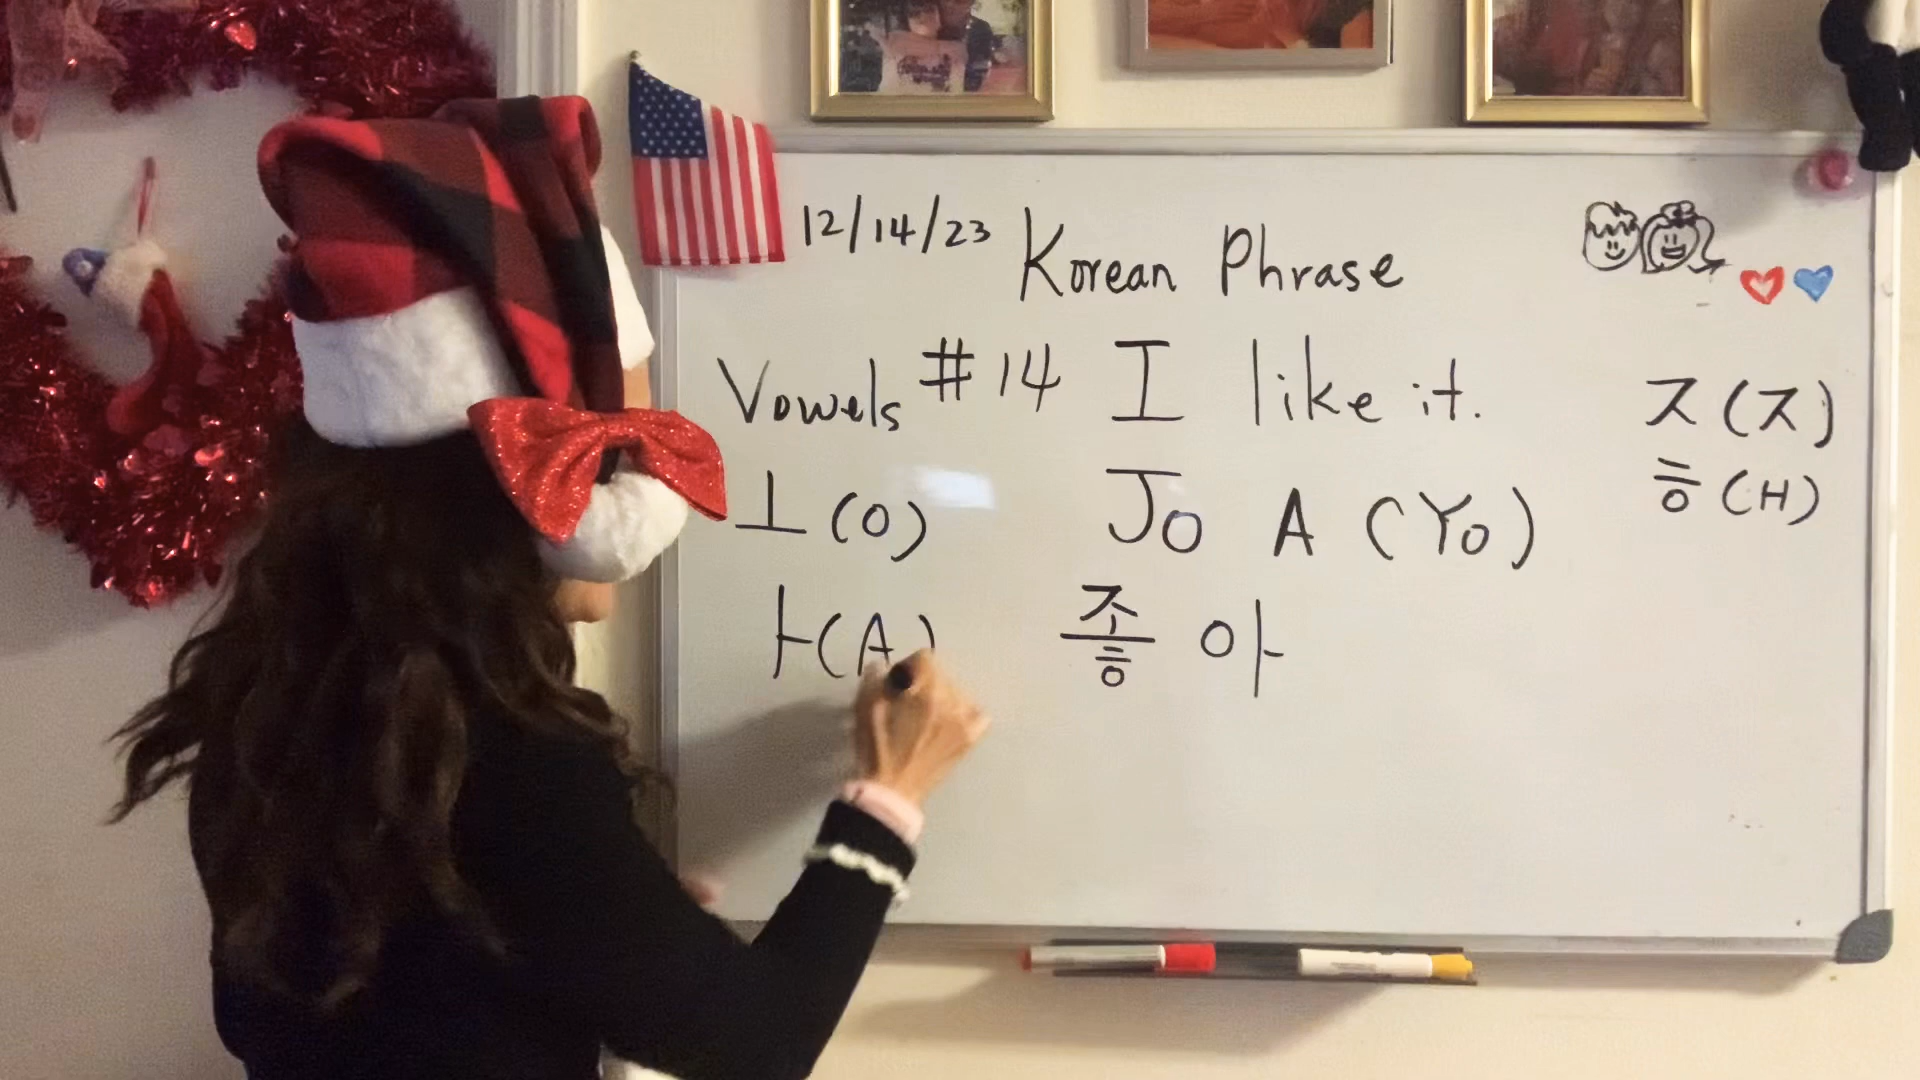 12/14/23 Korean Phrase
Vowels #14 I like it. ㅈ(ㅈ)
ㅎ(H)
ㅗ(O) Jo A (Yo)
ㅏ(A) 좋 아